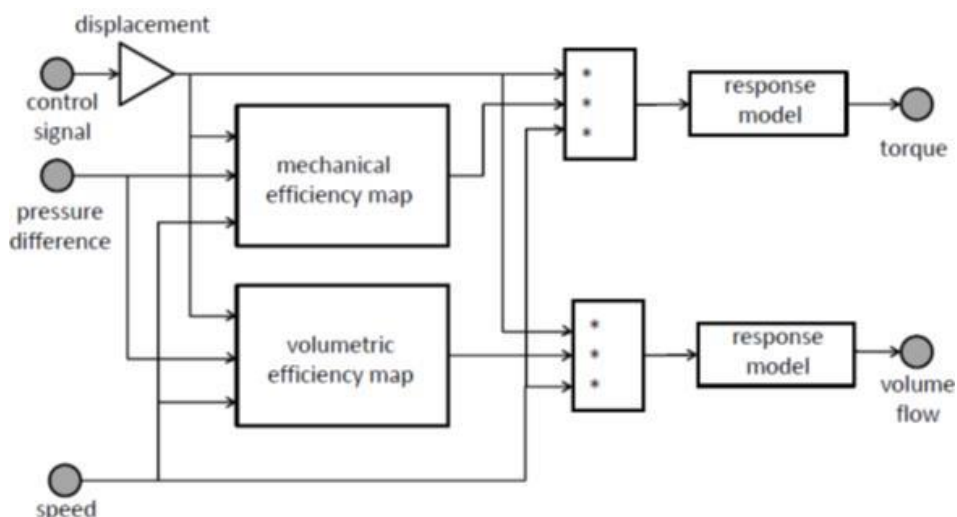 displacement
control
signal
pressure
difference
speed
mechanical
efficiency map
volumetric
efficiency map
*
*
*
*
*
*
response
model
torque
response
model
volume
flow